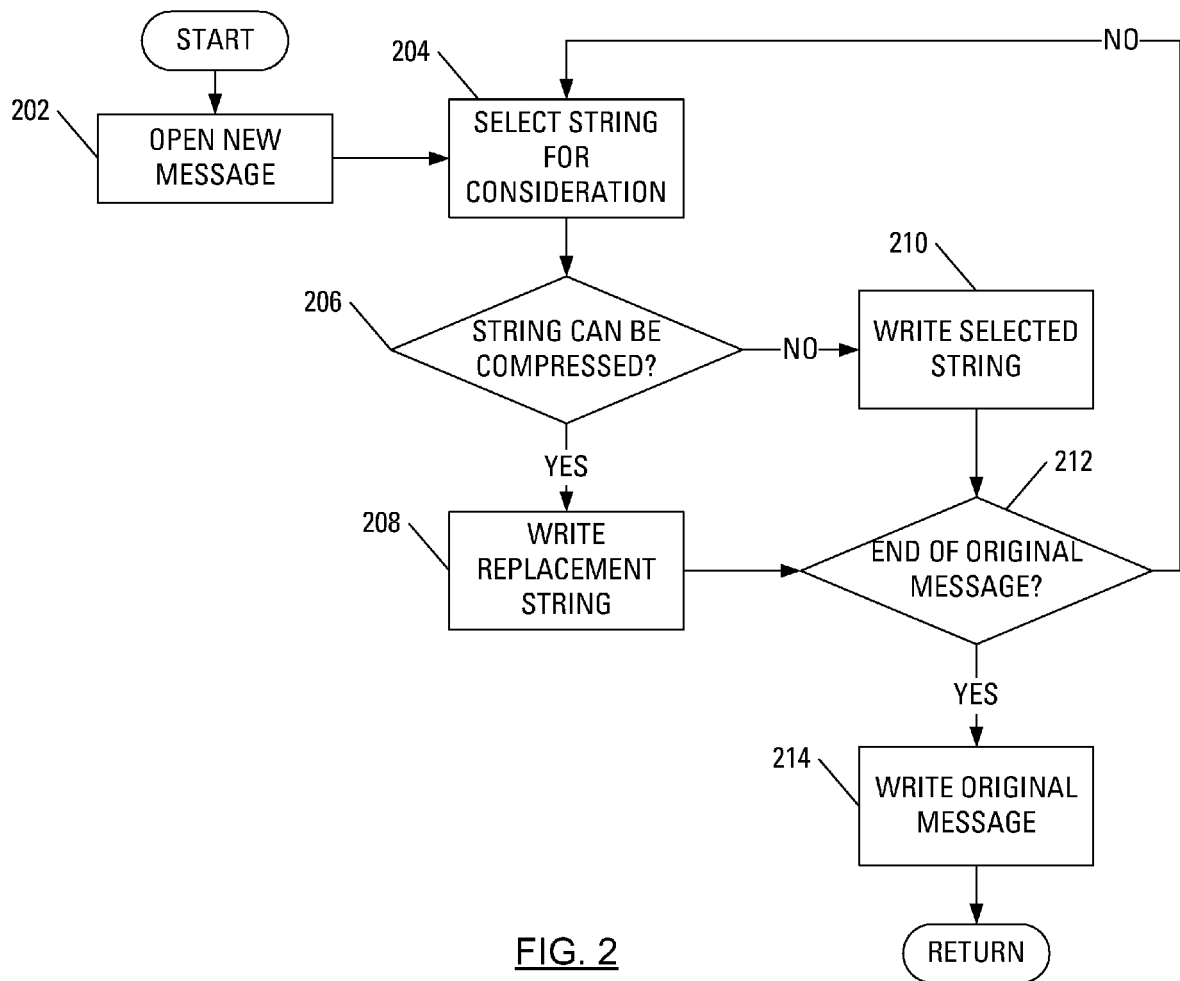 START
NO
204
202
OPEN NEW
MESSAGE
SELECT STRING
FOR
CONSIDERATION
210
206
STRING CAN BE
COMPRESSED?
NO
WRITE SELECTED
STRING
YES
212
208
WRITE
REPLACEMENT
STRING
END OF ORIGINAL
MESSAGE?
YES
214
WRITE ORIGINAL
MESSAGE
RETURN
FIG. 2